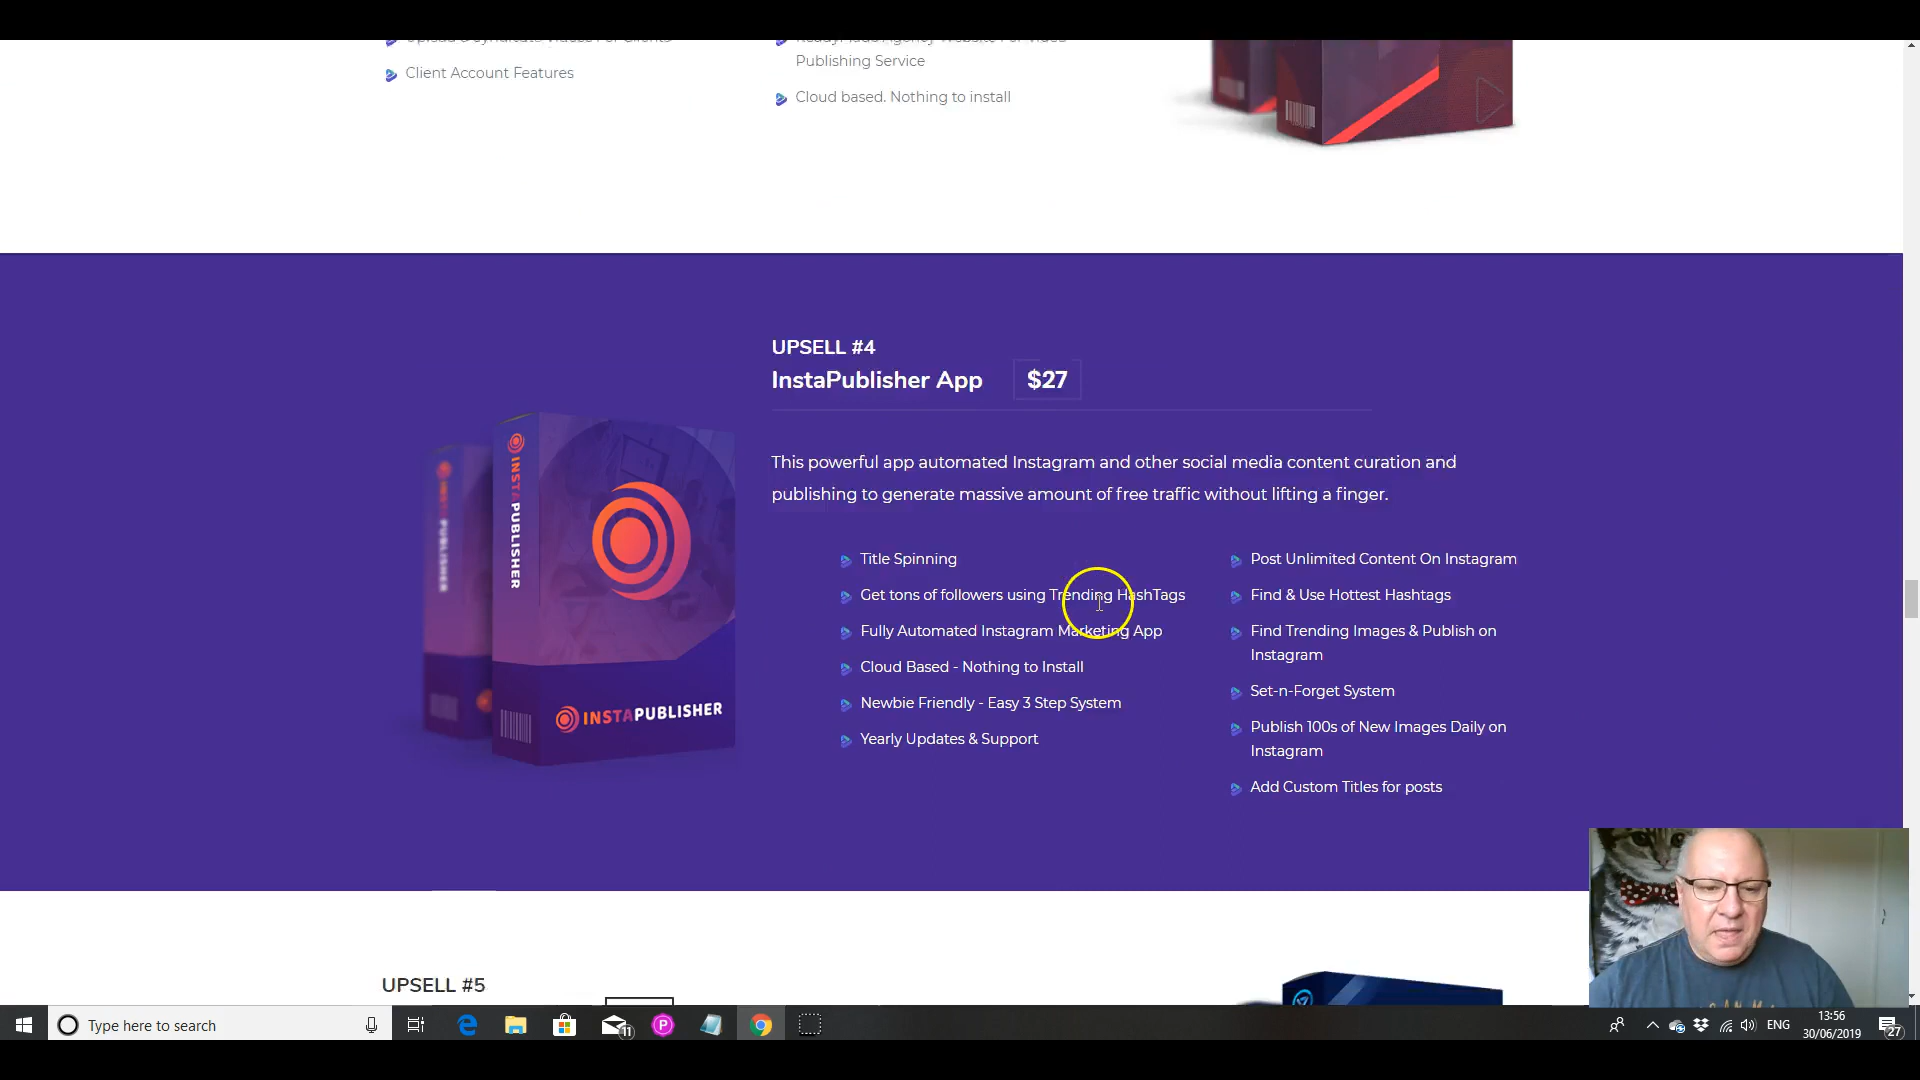 Client Account Features
Publishing Service
Cloud based. Nothing to install
UPSELL #4
InstaPublisher App $27
This powerful app automated Instagram and other social media content curation and
publishing to generate massive amount of free traffic without lifting a finger.
Title Spinning
Get tons of followers using Trending HashTags
Fully Automated Instagram Marketing App
Cloud Based - Nothing to Install
Newbie Friendly - Easy 3 Step System
Yearly Updates & Support
Post Unlimited Content On Instagram
Find & Use Hottest Hashtags
Find Trending Images & Publish on
Instagram
Set-n-Forget System
Publish 100s of New Images Daily on
Instagram
Add Custom Titles for posts
INSTAPUBLISHER
INSTAPUBLISHER
INSTAPUBLISHER
UPSELL #5
Type here to search
11
P
ENG
13:56
30/06/2019
27